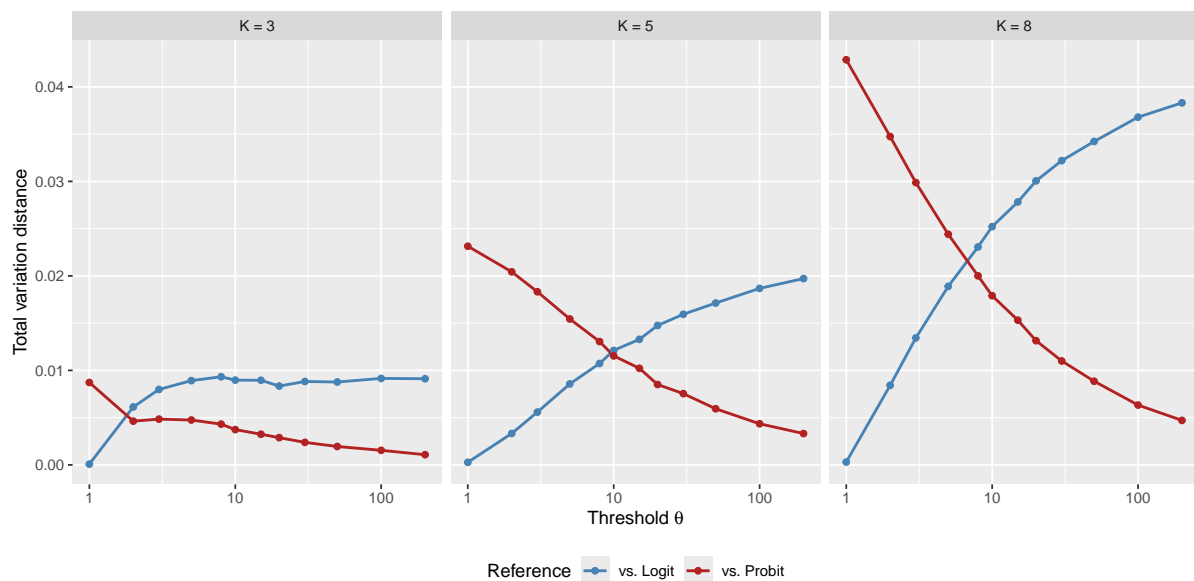 K = 3
K = 5
K = 8
Total variation distance
0.04
0.03
0.02
0.01
0.00
1
10
100
1
10
100
1
10
100
Threshold θ
Reference
vs. Logit
vs. Probit